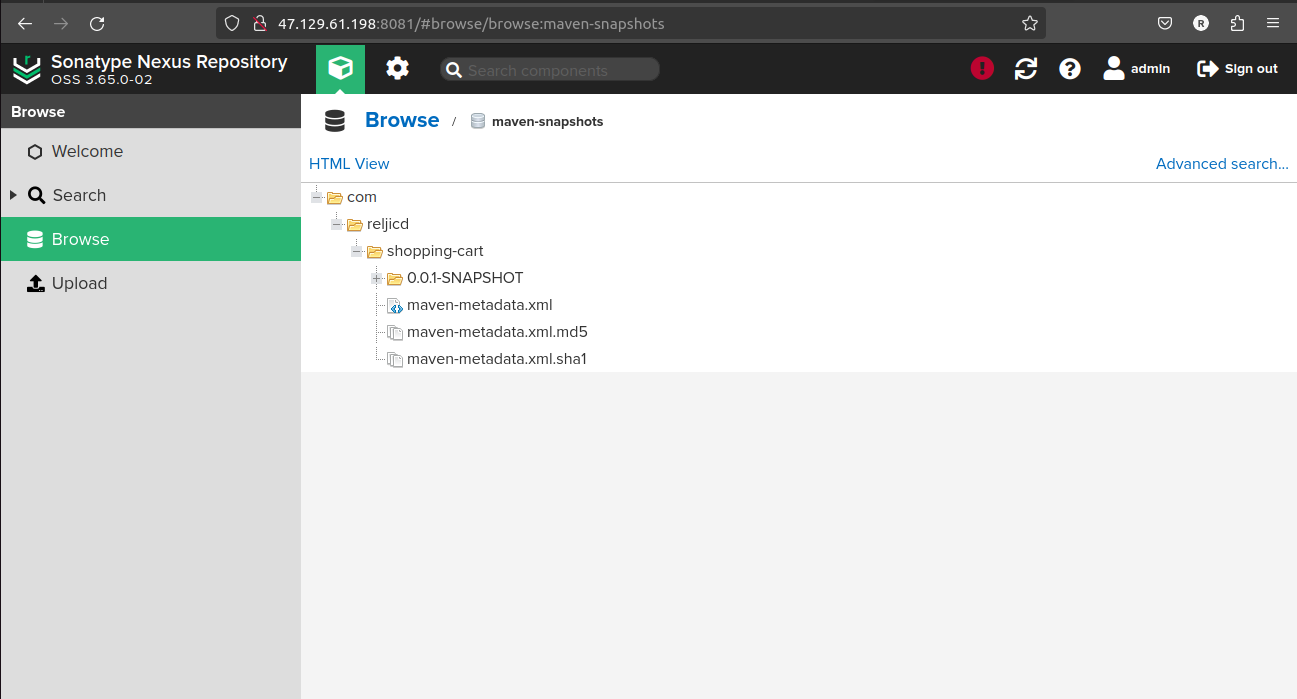 47.129.61.198:8081/#browse/browse:maven-snapshots
R
Sonatype Nexus Repository
OSS 3.65.0-02
Search components
admin
Sign out
Browse
Welcome
Search
Browse
Upload
Browse / maven-snapshots
HTML View
Advanced search...
com
reljicd
shopping-cart
0.0.1-SNAPSHOT
maven-metadata.xml
maven-metadata.xml.md5
maven-metadata.xml.sha1